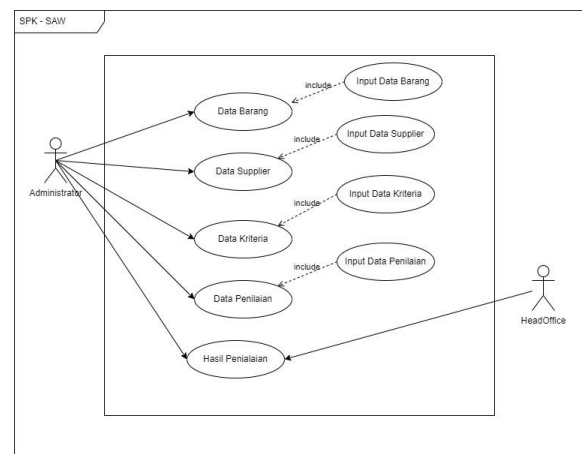 SPK - SAW
include
Input Data Barang
Data Barang
include
Input Data Supplier
Data Supplier
Administrator
include
Input Data Kriteria
Data Kriteria
include
Input Data Penilaian
Data Penilaian
HeadOffice
Hasil Penialaian